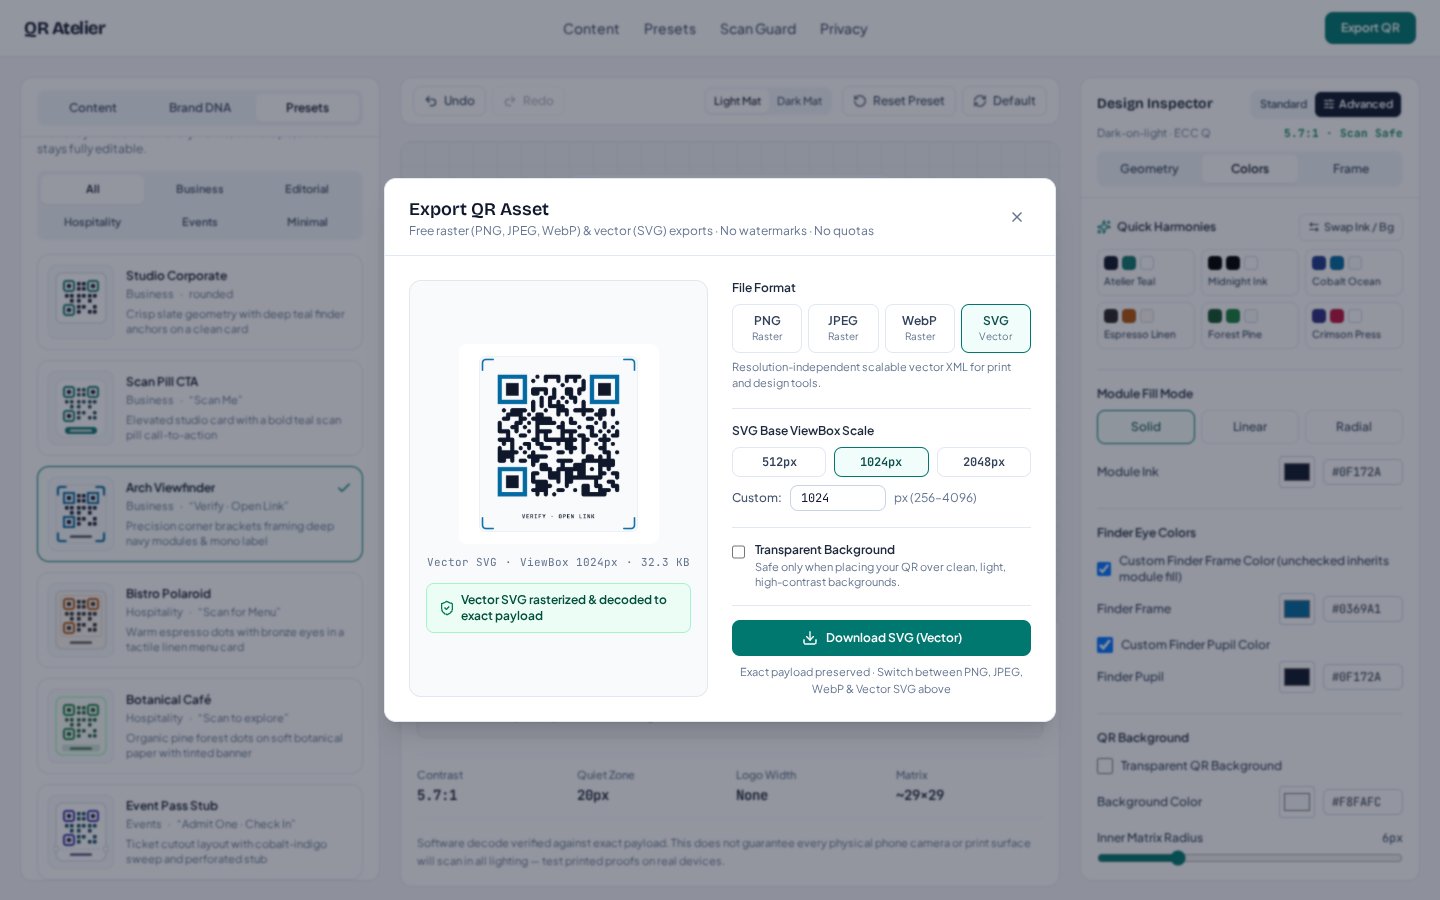 QR Atelier
Content
Presets
Scan Guard
Privacy
Export QR
Content
Brand DNA
Presets
stays fully editable.
All
Business
Editorial
Hospitality
Events
Minimal
Studio Corporate
Business · rounded
Crisp slate geometry with deep teal finder
anchors on a clean card
Scan Pill CTA
Business · “Scan Me”
Elevated studio card with a bold teal scan
pill call-to-action
Arch Viewfinder
Business · “Verify · Open Link”
Precision corner brackets framing deep
navy modules & mono label
Bistro Polaroid
Hospitality · “Scan for Menu”
Warm espresso dots with bronze eyes in a
tactile linen menu card
Botanical Café
Hospitality · “Scan to explore”
Organic pine forest dots on soft botanical
paper with tinted banner
Event Pass Stub
Events · “Admit One · Check In”
Ticket cutout layout with cobalt-indigo
sweep and perforated stub
Undo
Redo
Light Mat
Dark Mat
Reset Preset
Default
Export QR Asset
Free raster (PNG, JPEG, WebP) & vector (SVG) exports · No watermarks · No quotas
VERIFY · OPEN LINK
Vector SVG · ViewBox 1024px · 32.3 KB
Vector SVG rasterized & decoded to
exact payload
File Format
PNG
Raster
JPEG
Raster
WebP
Raster
SVG
Vector
Resolution-independent scalable vector XML for print
and design tools.
SVG Base ViewBox Scale
512px
1024px
2048px
Custom: 1024 px (256–4096)
Transparent Background
Safe only when placing your QR over clean, light,
high-contrast backgrounds.
Download SVG (Vector)
Exact payload preserved · Switch between PNG, JPEG,
WebP & Vector SVG above
Contrast
5.7:1
Quiet Zone
20px
Logo Width
None
Matrix
~29×29
Software decode verified against exact payload. This does not guarantee every physical phone camera or print surface
will scan in all lighting — test printed proofs on real devices.
Design Inspector
Standard
Advanced
Dark-on-light · ECC Q
5.7:1 · Scan Safe
Geometry
Colors
Frame
Quick Harmonies
Swap Ink / Bg
Atelier Teal
Midnight Ink
Cobalt Ocean
Espresso Linen
Forest Pine
Crimson Press
Module Fill Mode
Solid
Linear
Radial
Module Ink
#0F172A
Finder Eye Colors
Custom Finder Frame Color (unchecked inherits
module fill)
Finder Frame
#0369A1
Custom Finder Pupil Color
Finder Pupil
#0F172A
QR Background
Transparent QR Background
Background Color
#F8FAFC
Inner Matrix Radius
6px